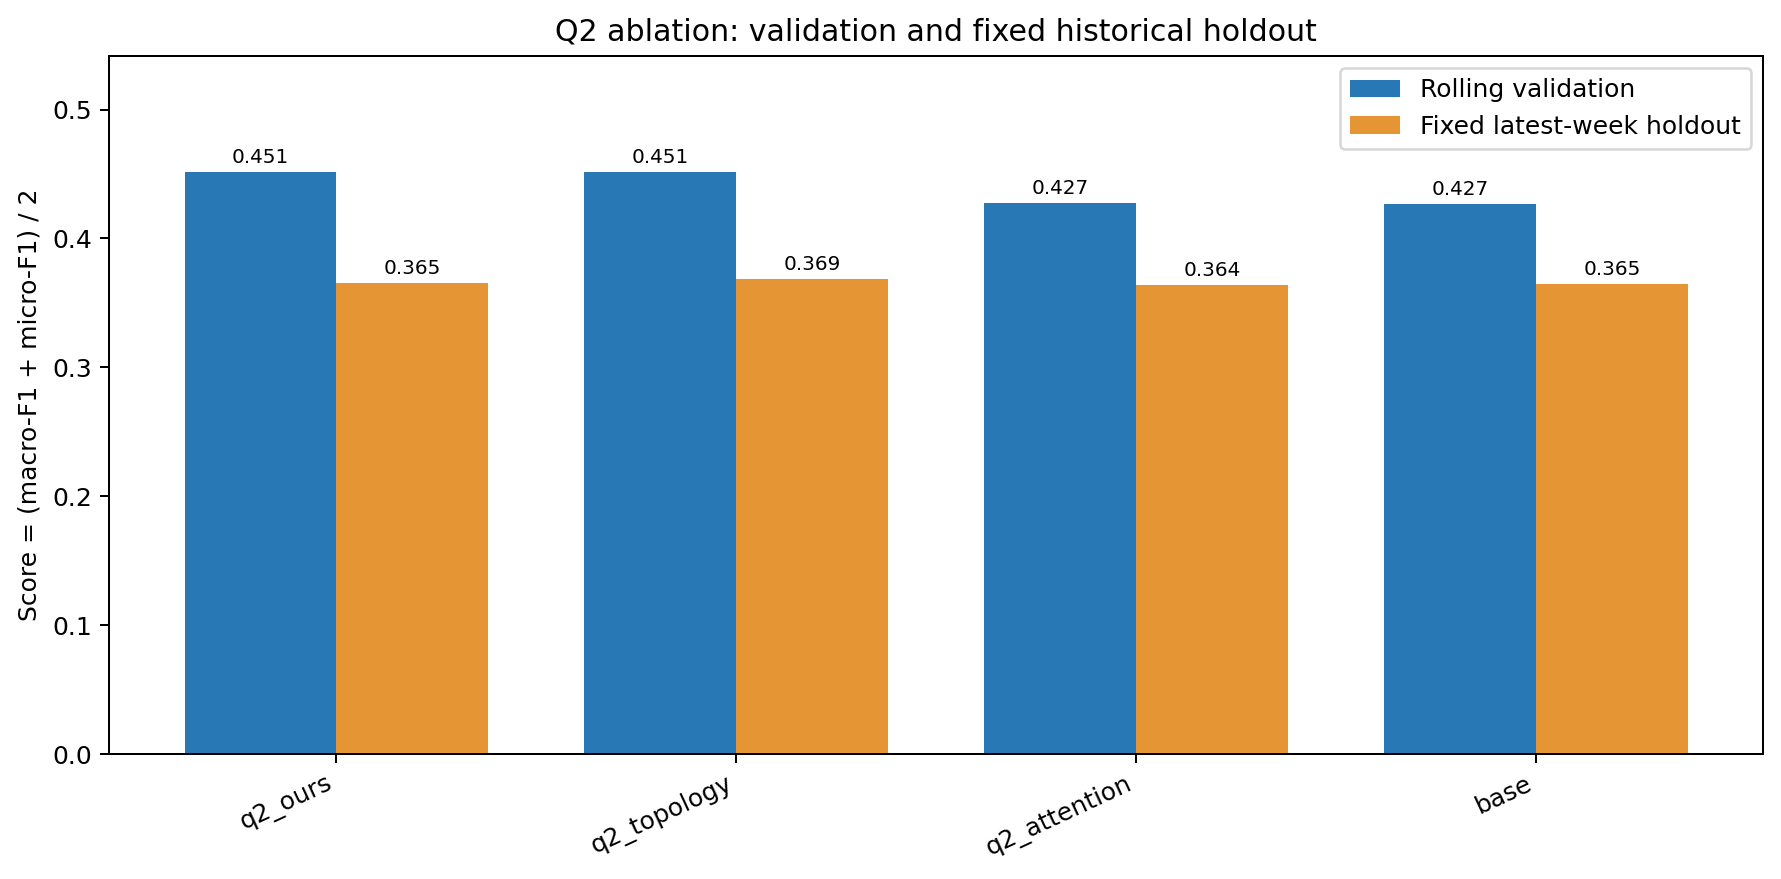 Q2 ablation: validation and fixed historical holdout
Rolling validation
Fixed latest-week holdout
Score = (macro-F1 + micro-F1) / 2
0.5
0.4
0.3
0.2
0.1
0.0
0.451
0.365
0.451
0.369
0.427
0.364
0.427
0.365
q2_ours
q2_topology
q2_attention
base